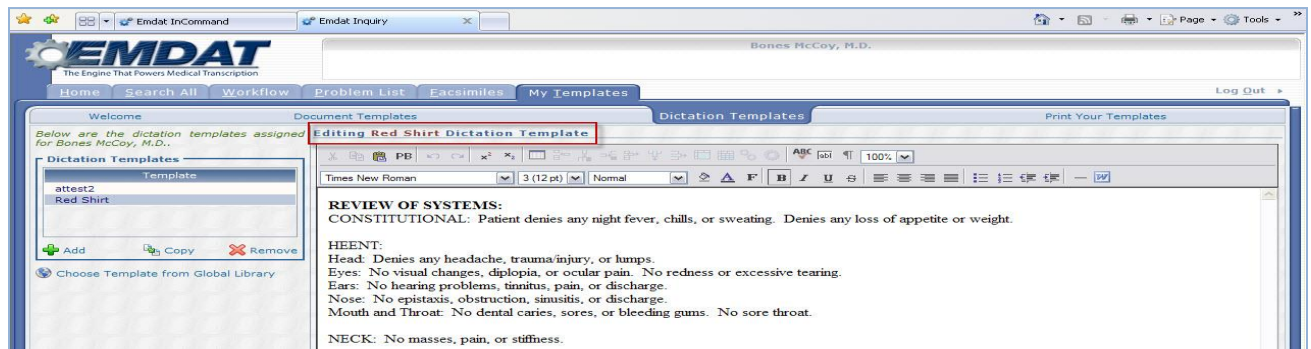 Emdat InCommand Emdat Inquiry Page Tools
EMDAT
The Engine That Powers Medical Transcription
Bones McCoy, M.D.
Home Search All Workflow Problem List Facsimiles My Templates Log Out
Welcome Document Templates Dictation Templates Print Your Templates
Below are the dictation templates assigned
for Bones McCoy, M.D..
Dictation Templates
Template
attest2
Red Shirt
Add Copy Remove
Choose Template from Global Library
Editing Red Shirt Dictation Template
PB x² x₂ ABC abl ¶ 100%
Times New Roman 3 (12 pt) Normal A F B I U S W
REVIEW OF SYSTEMS:
CONSTITUTIONAL: Patient denies any night fever, chills, or sweating. Denies any loss of appetite or weight.
HEENT:
Head: Denies any headache, trauma/injury, or lumps.
Eyes: No visual changes, diplopia, or ocular pain. No redness or excessive tearing.
Ears: No hearing problems, tinnitus, pain, or discharge.
Nose: No epistaxis, obstruction, sinusitis, or discharge.
Mouth and Throat: No dental caries, sores, or bleeding gums. No sore throat.
NECK: No masses, pain, or stiffness.